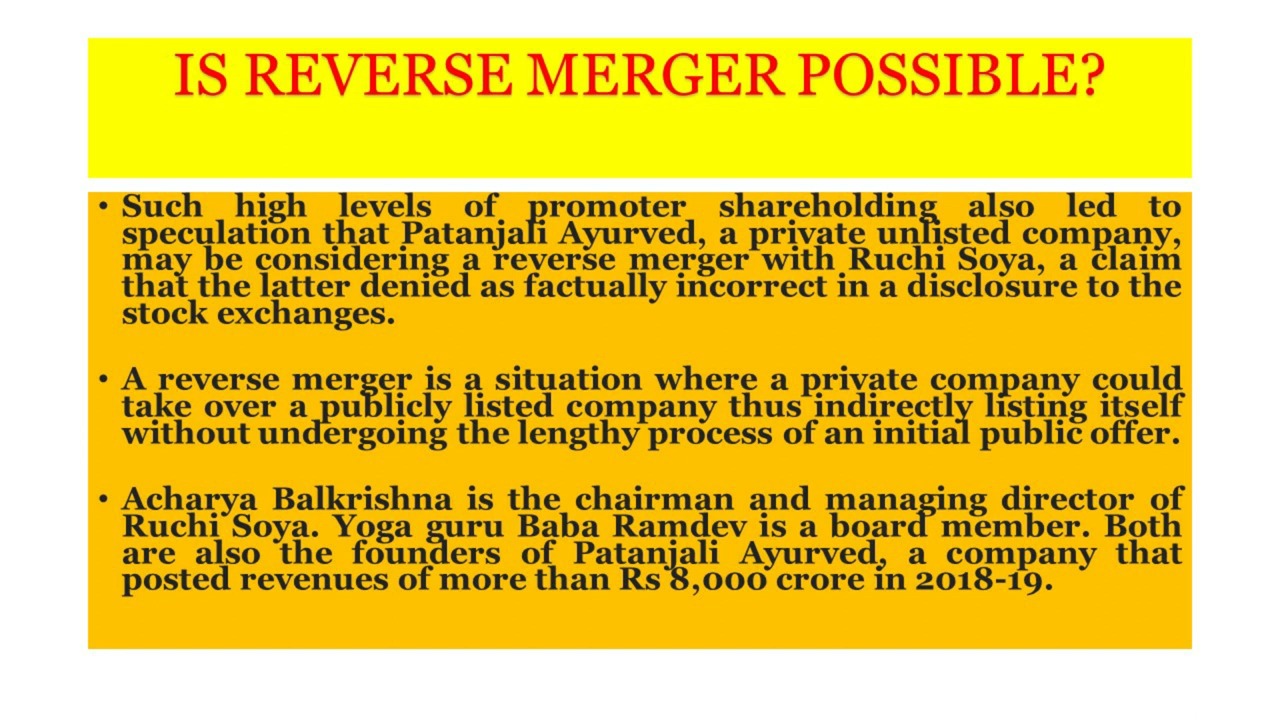 IS REVERSE MERGER POSSIBLE?
• Such high levels of promoter shareholding also led to
speculation that Patanjali Ayurved, a private unlisted company,
may be considering a reverse merger with Ruchi Soya, a claim
that the latter denied as factually incorrect in a disclosure to the
stock exchanges.
• A reverse merger is a situation where a private company could
take over a publicly listed company thus indirectly listing itself
without undergoing the lengthy process of an initial public offer.
• Acharya Balkrishna is the chairman and managing director of
Ruchi Soya. Yoga guru Baba Ramdev is a board member. Both
are also the founders of Patanjali Ayurved, a company that
posted revenues of more than Rs 8,000 crore in 2018-19.